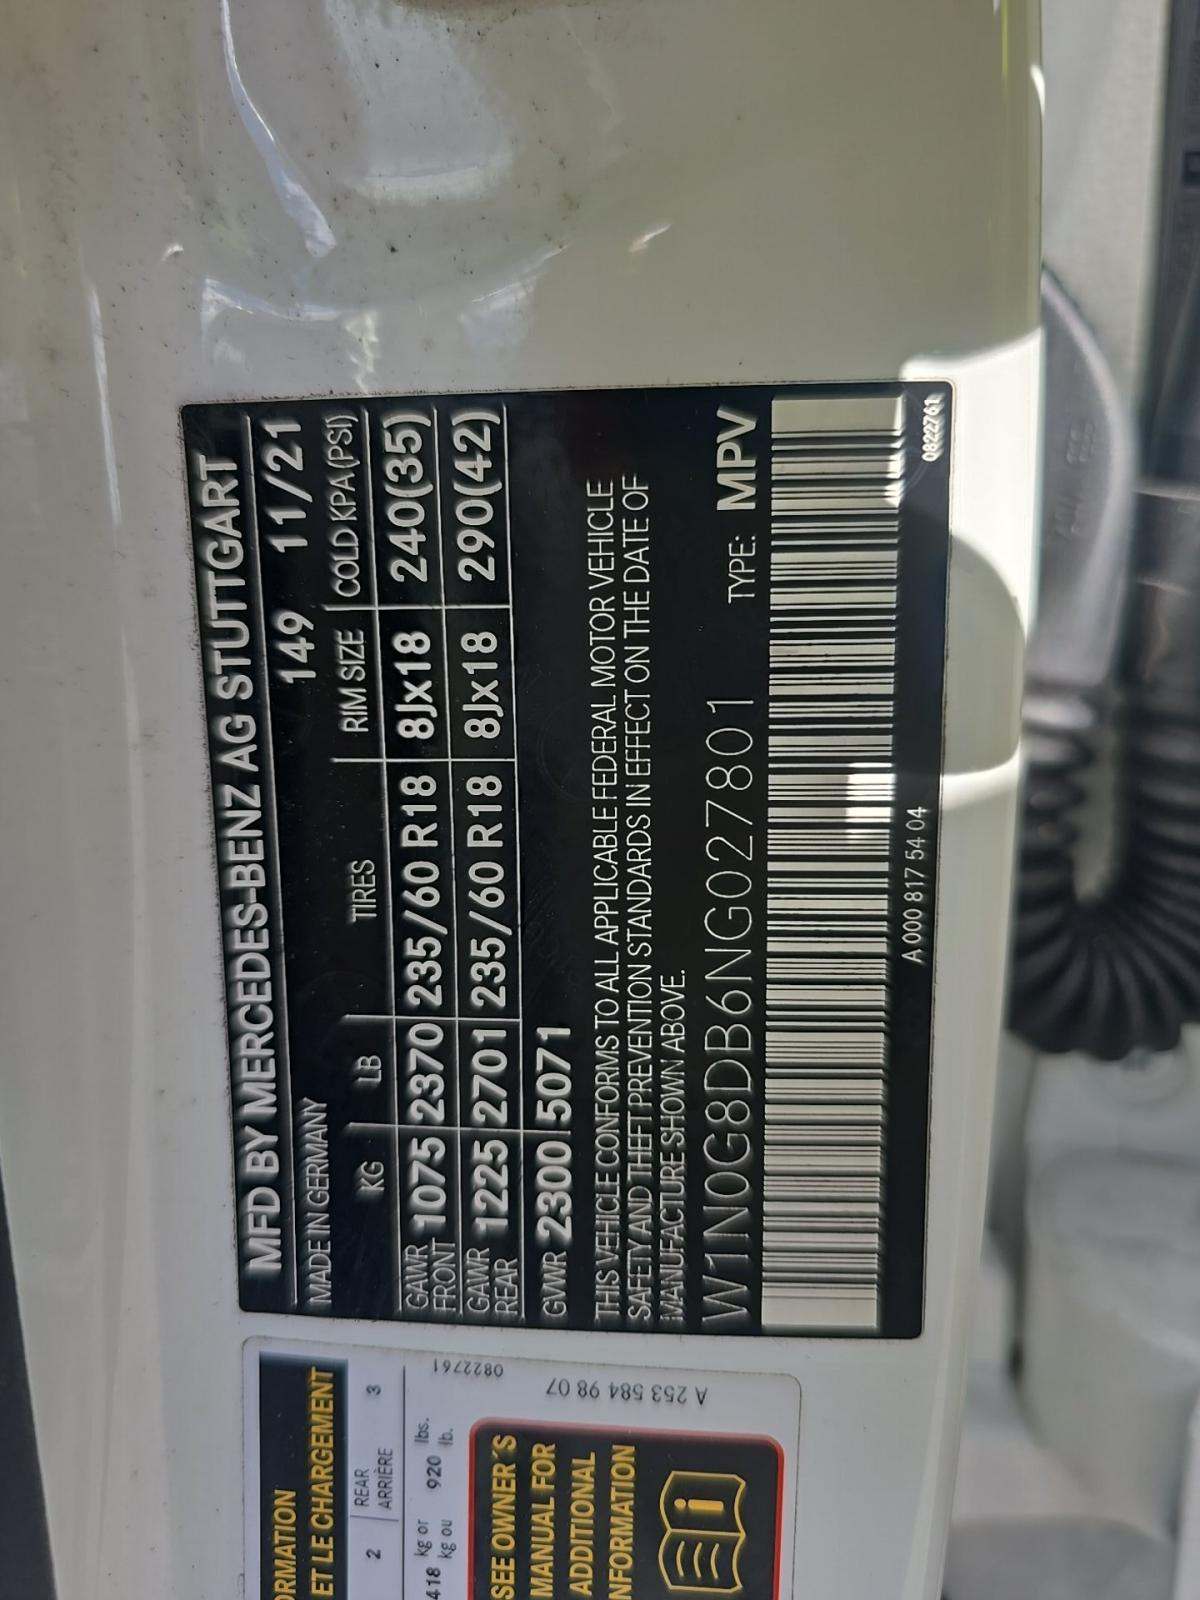 MFD BY MERCEDES-BENZ AG STUTTGART
MADE IN GERMANY 149 11/21
KG LB TIRES RIM SIZE COLD KPA(PSI)
GAWR FRONT 1075 2370 235/60 R18 8Jx18 240(35)
GAWR REAR 1225 2701 235/60 R18 8Jx18 290(42)
GVWR 2300 5071
THIS VEHICLE CONFORMS TO ALL APPLICABLE FEDERAL MOTOR VEHICLE
SAFETY AND THEFT PREVENTION STANDARDS IN EFFECT ON THE DATE OF
MANUFACTURE SHOWN ABOVE.
W1N0G8DB6NG027801 TYPE: MPV
A 000 817 54 04
0822761
ORMATION
ET LE CHARGEMENT
2 REAR
ARRIÈRE 3
418 kg or 920 lbs.
kg ou lb.
0822761
A 253 584 98 07
SEE OWNER'S
MANUAL FOR
ADDITIONAL
NFORMATION